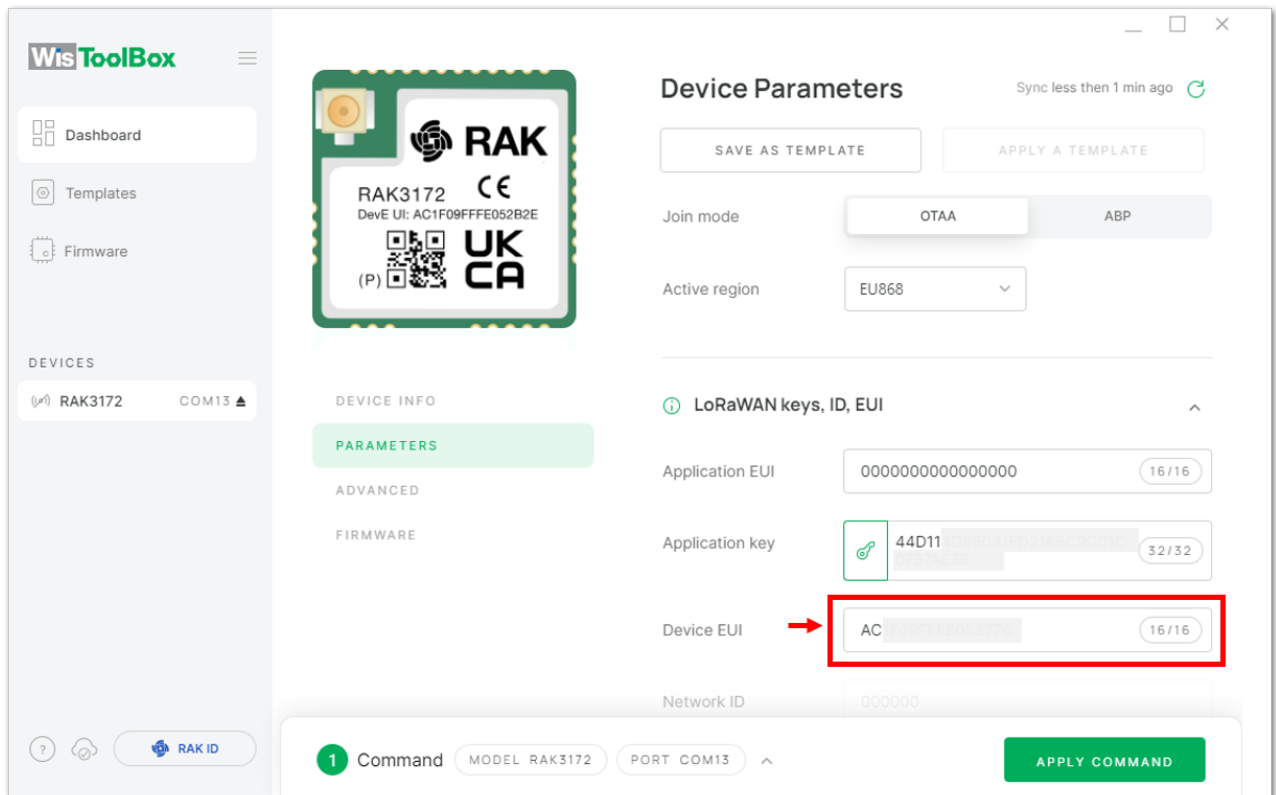 WisToolBox
Dashboard
Templates
Firmware
DEVICES
RAK3172 COM13
RAK ID
RAK
RAK3172 CE
DevE UI: AC1F09FFFE052B2E
(P) UK
CA
DEVICE INFO
PARAMETERS
ADVANCED
FIRMWARE
Device Parameters Sync less then 1 min ago
SAVE AS TEMPLATE APPLY A TEMPLATE
Join mode OTAA ABP
Active region EU868
LoRaWAN keys, ID, EUI
Application EUI 0000000000000000 16/16
Application key 44D11 32/32
Device EUI AC 16/16
Network ID 000000
1 Command MODEL RAK3172 PORT COM13 APPLY COMMAND